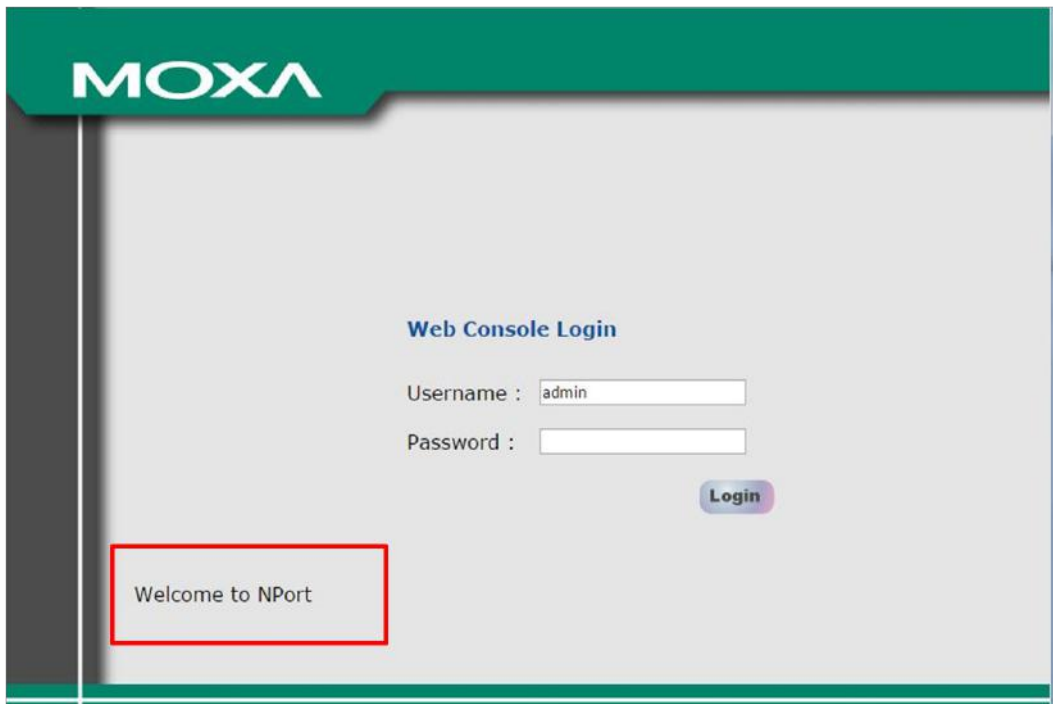 MOXA
Web Console Login
Username : admin
Password :
Login
Welcome to NPort